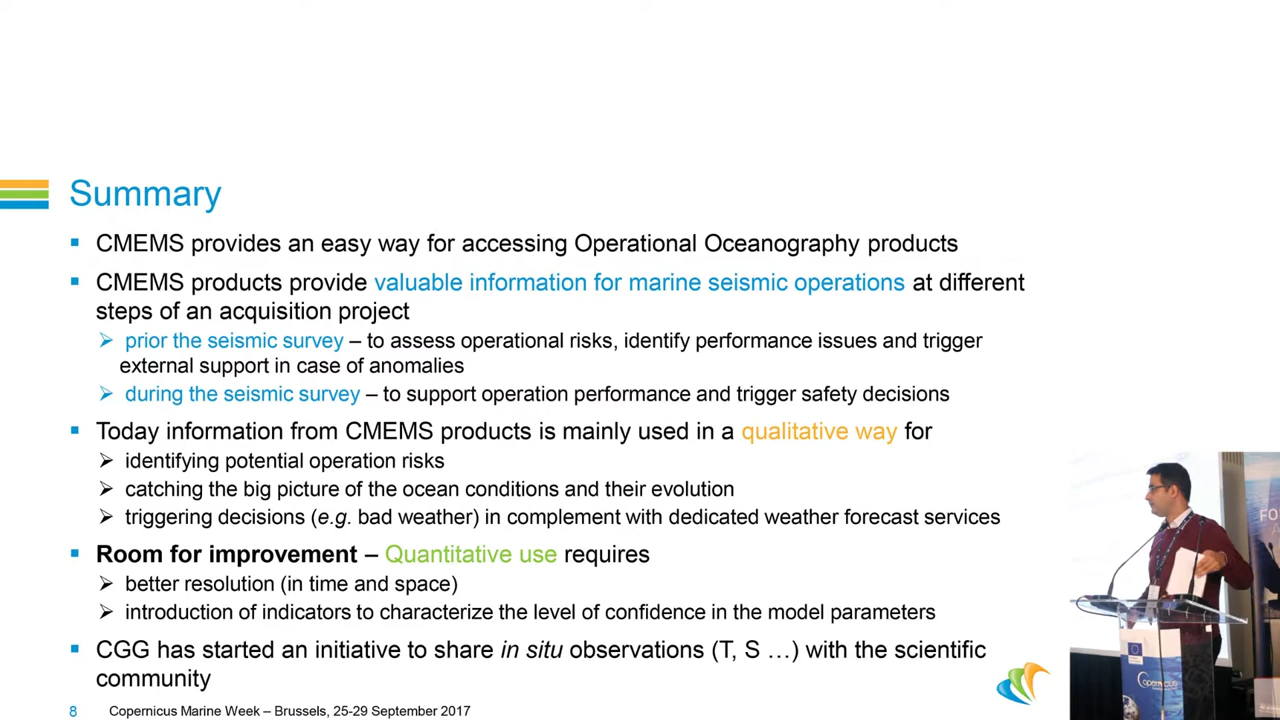 Summary
CMEMS provides an easy way for accessing Operational Oceanography products
CMEMS products provide valuable information for marine seismic operations at different
steps of an acquisition project
prior the seismic survey – to assess operational risks, identify performance issues and trigger
external support in case of anomalies
during the seismic survey – to support operation performance and trigger safety decisions
Today information from CMEMS products is mainly used in a qualitative way for
identifying potential operation risks
catching the big picture of the ocean conditions and their evolution
triggering decisions (e.g. bad weather) in complement with dedicated weather forecast services
Room for improvement – Quantitative use requires
better resolution (in time and space)
introduction of indicators to characterize the level of confidence in the model parameters
CGG has started an initiative to share in situ observations (T, S …) with the scientific
community
8 Copernicus Marine Week – Brussels, 25-29 September 2017
FO
Copernicus